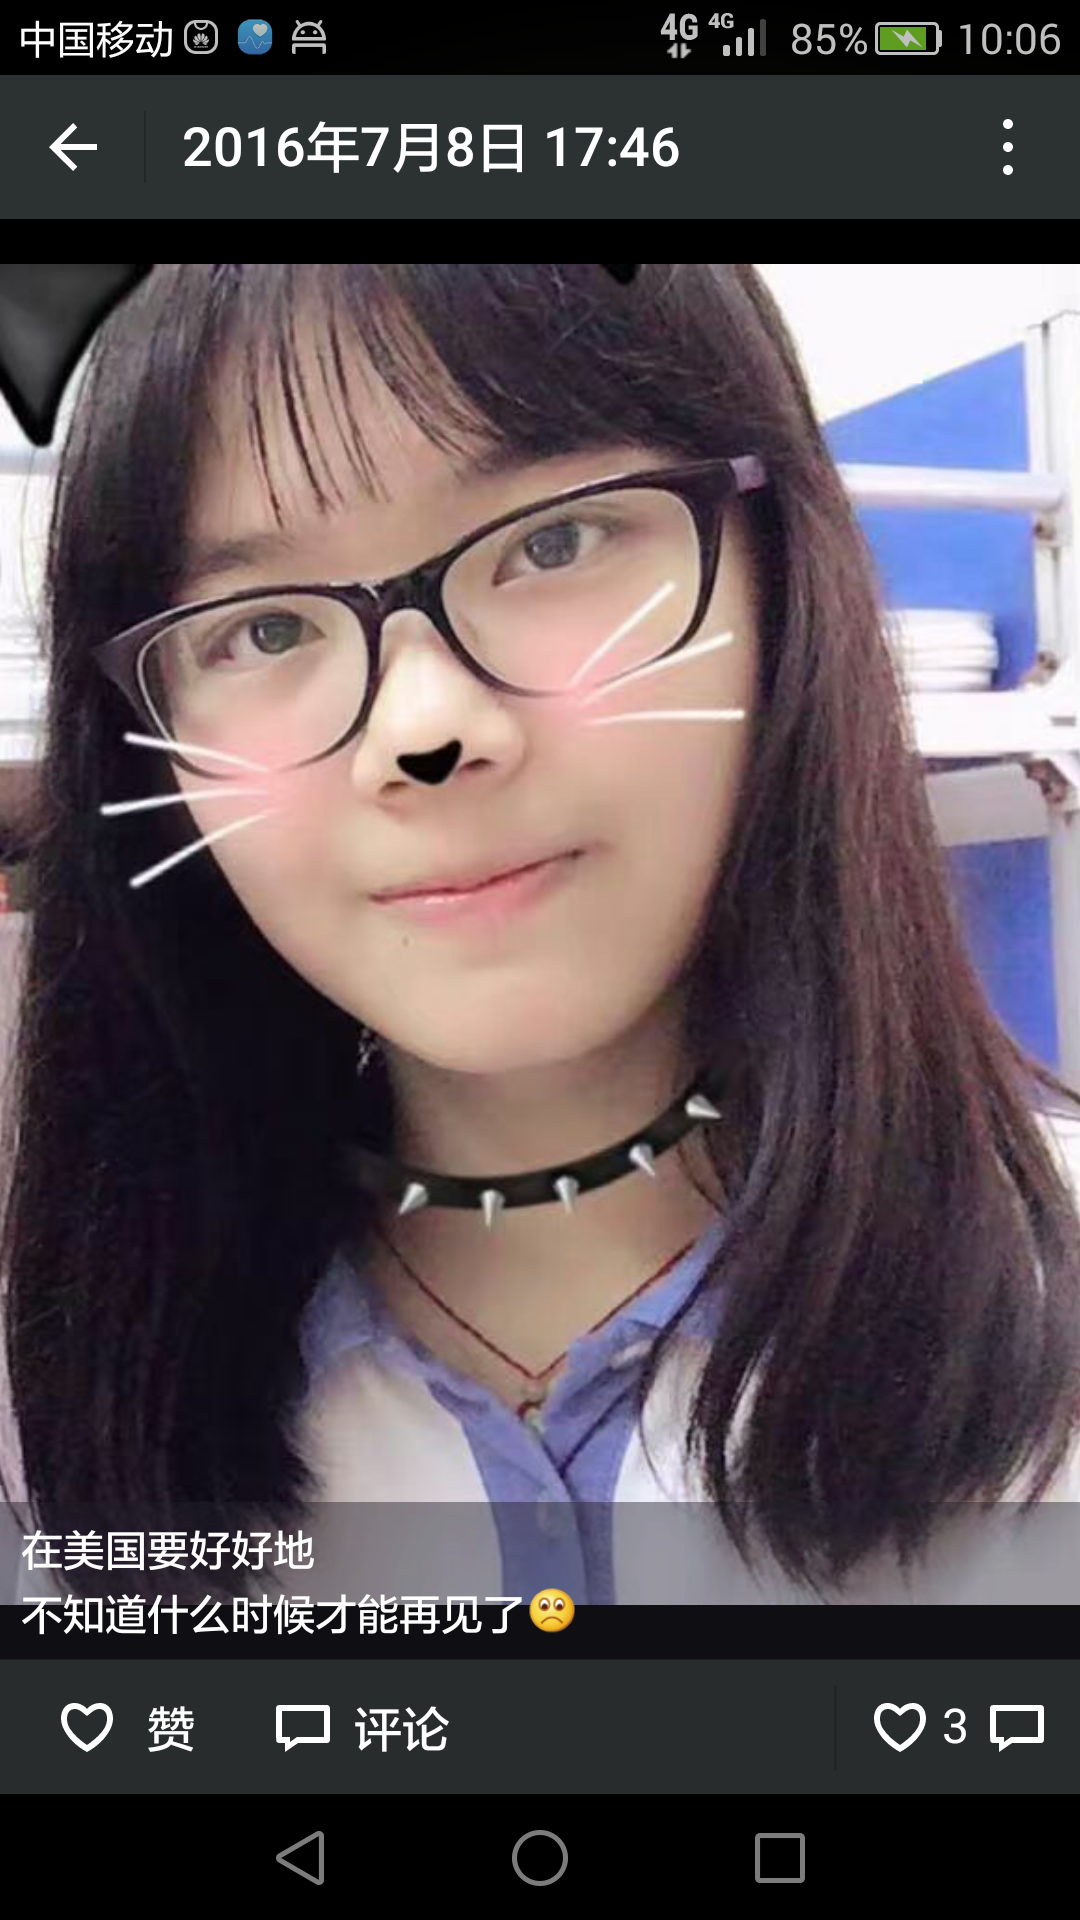 中国移动 4G 4G 85% 10:06
2016年7月8日 17:46
在美国要好好地
不知道什么时候才能再见了
赞 评论 3